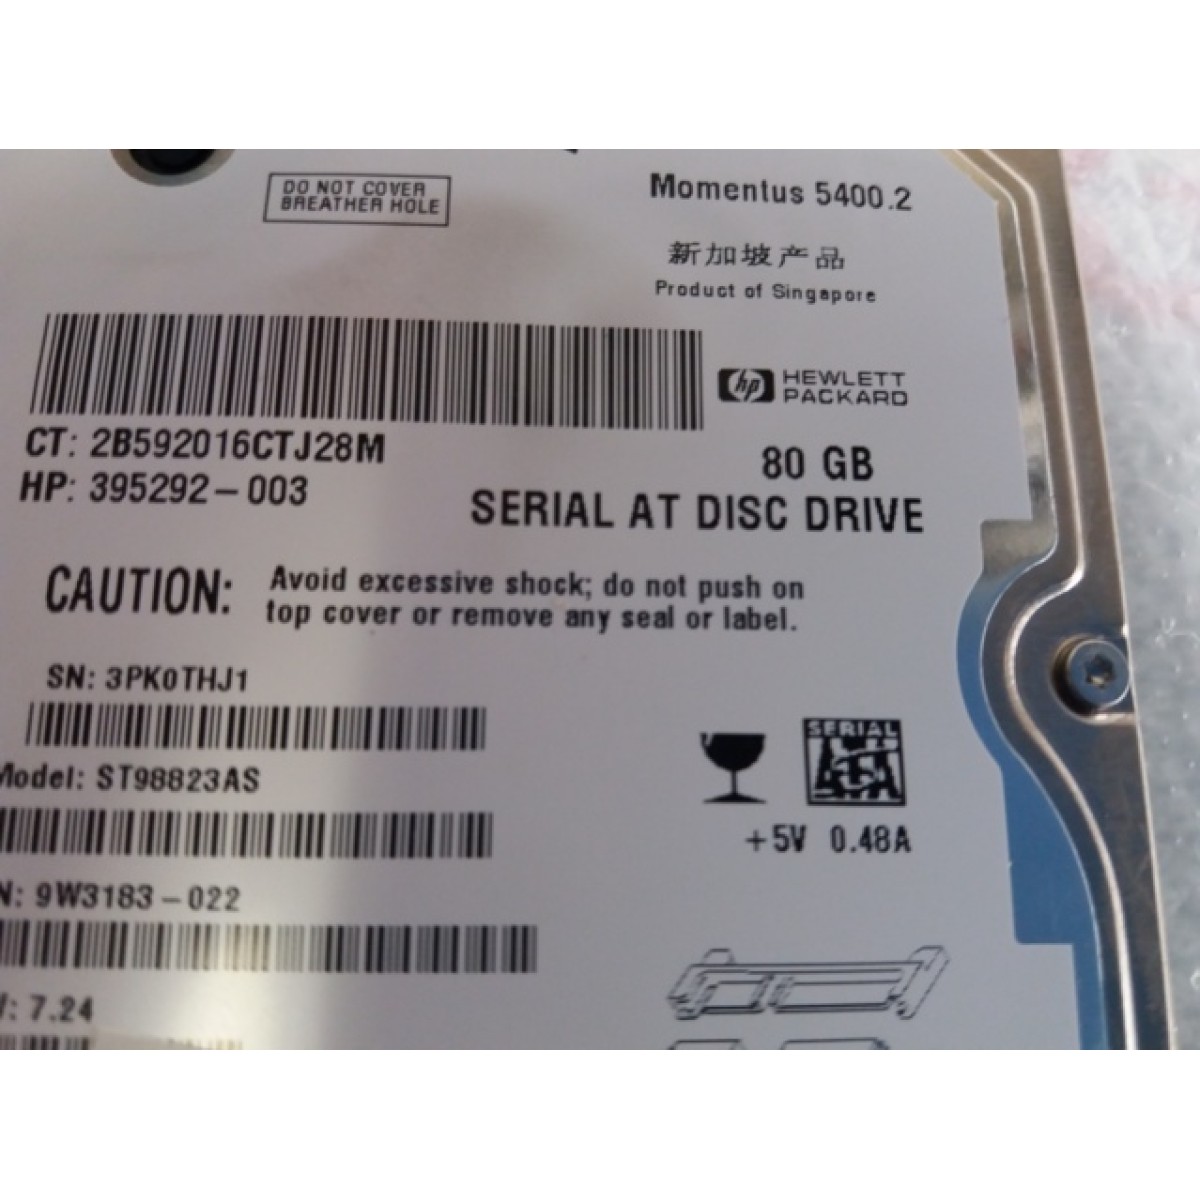 DO NOT COVER
BREATHER HOLE
Momentus 5400.2
新加坡产品
Product of Singapore
hp HEWLETT
PACKARD
CT: 2B592016CTJ28M
HP: 395292-003
80 GB
SERIAL AT DISC DRIVE
CAUTION: Avoid excessive shock; do not push on
top cover or remove any seal or label.
SN: 3PK0THJ1
Model: ST98823AS
SERIAL
SATA
+5V 0.48A
N: 9W3183-022
: 7.24